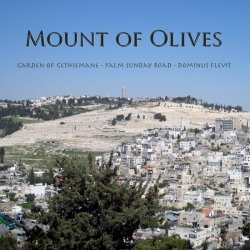 Mount of Olives
Garden of Gethsemane - Palm Sunday Road - Dominus Flevit